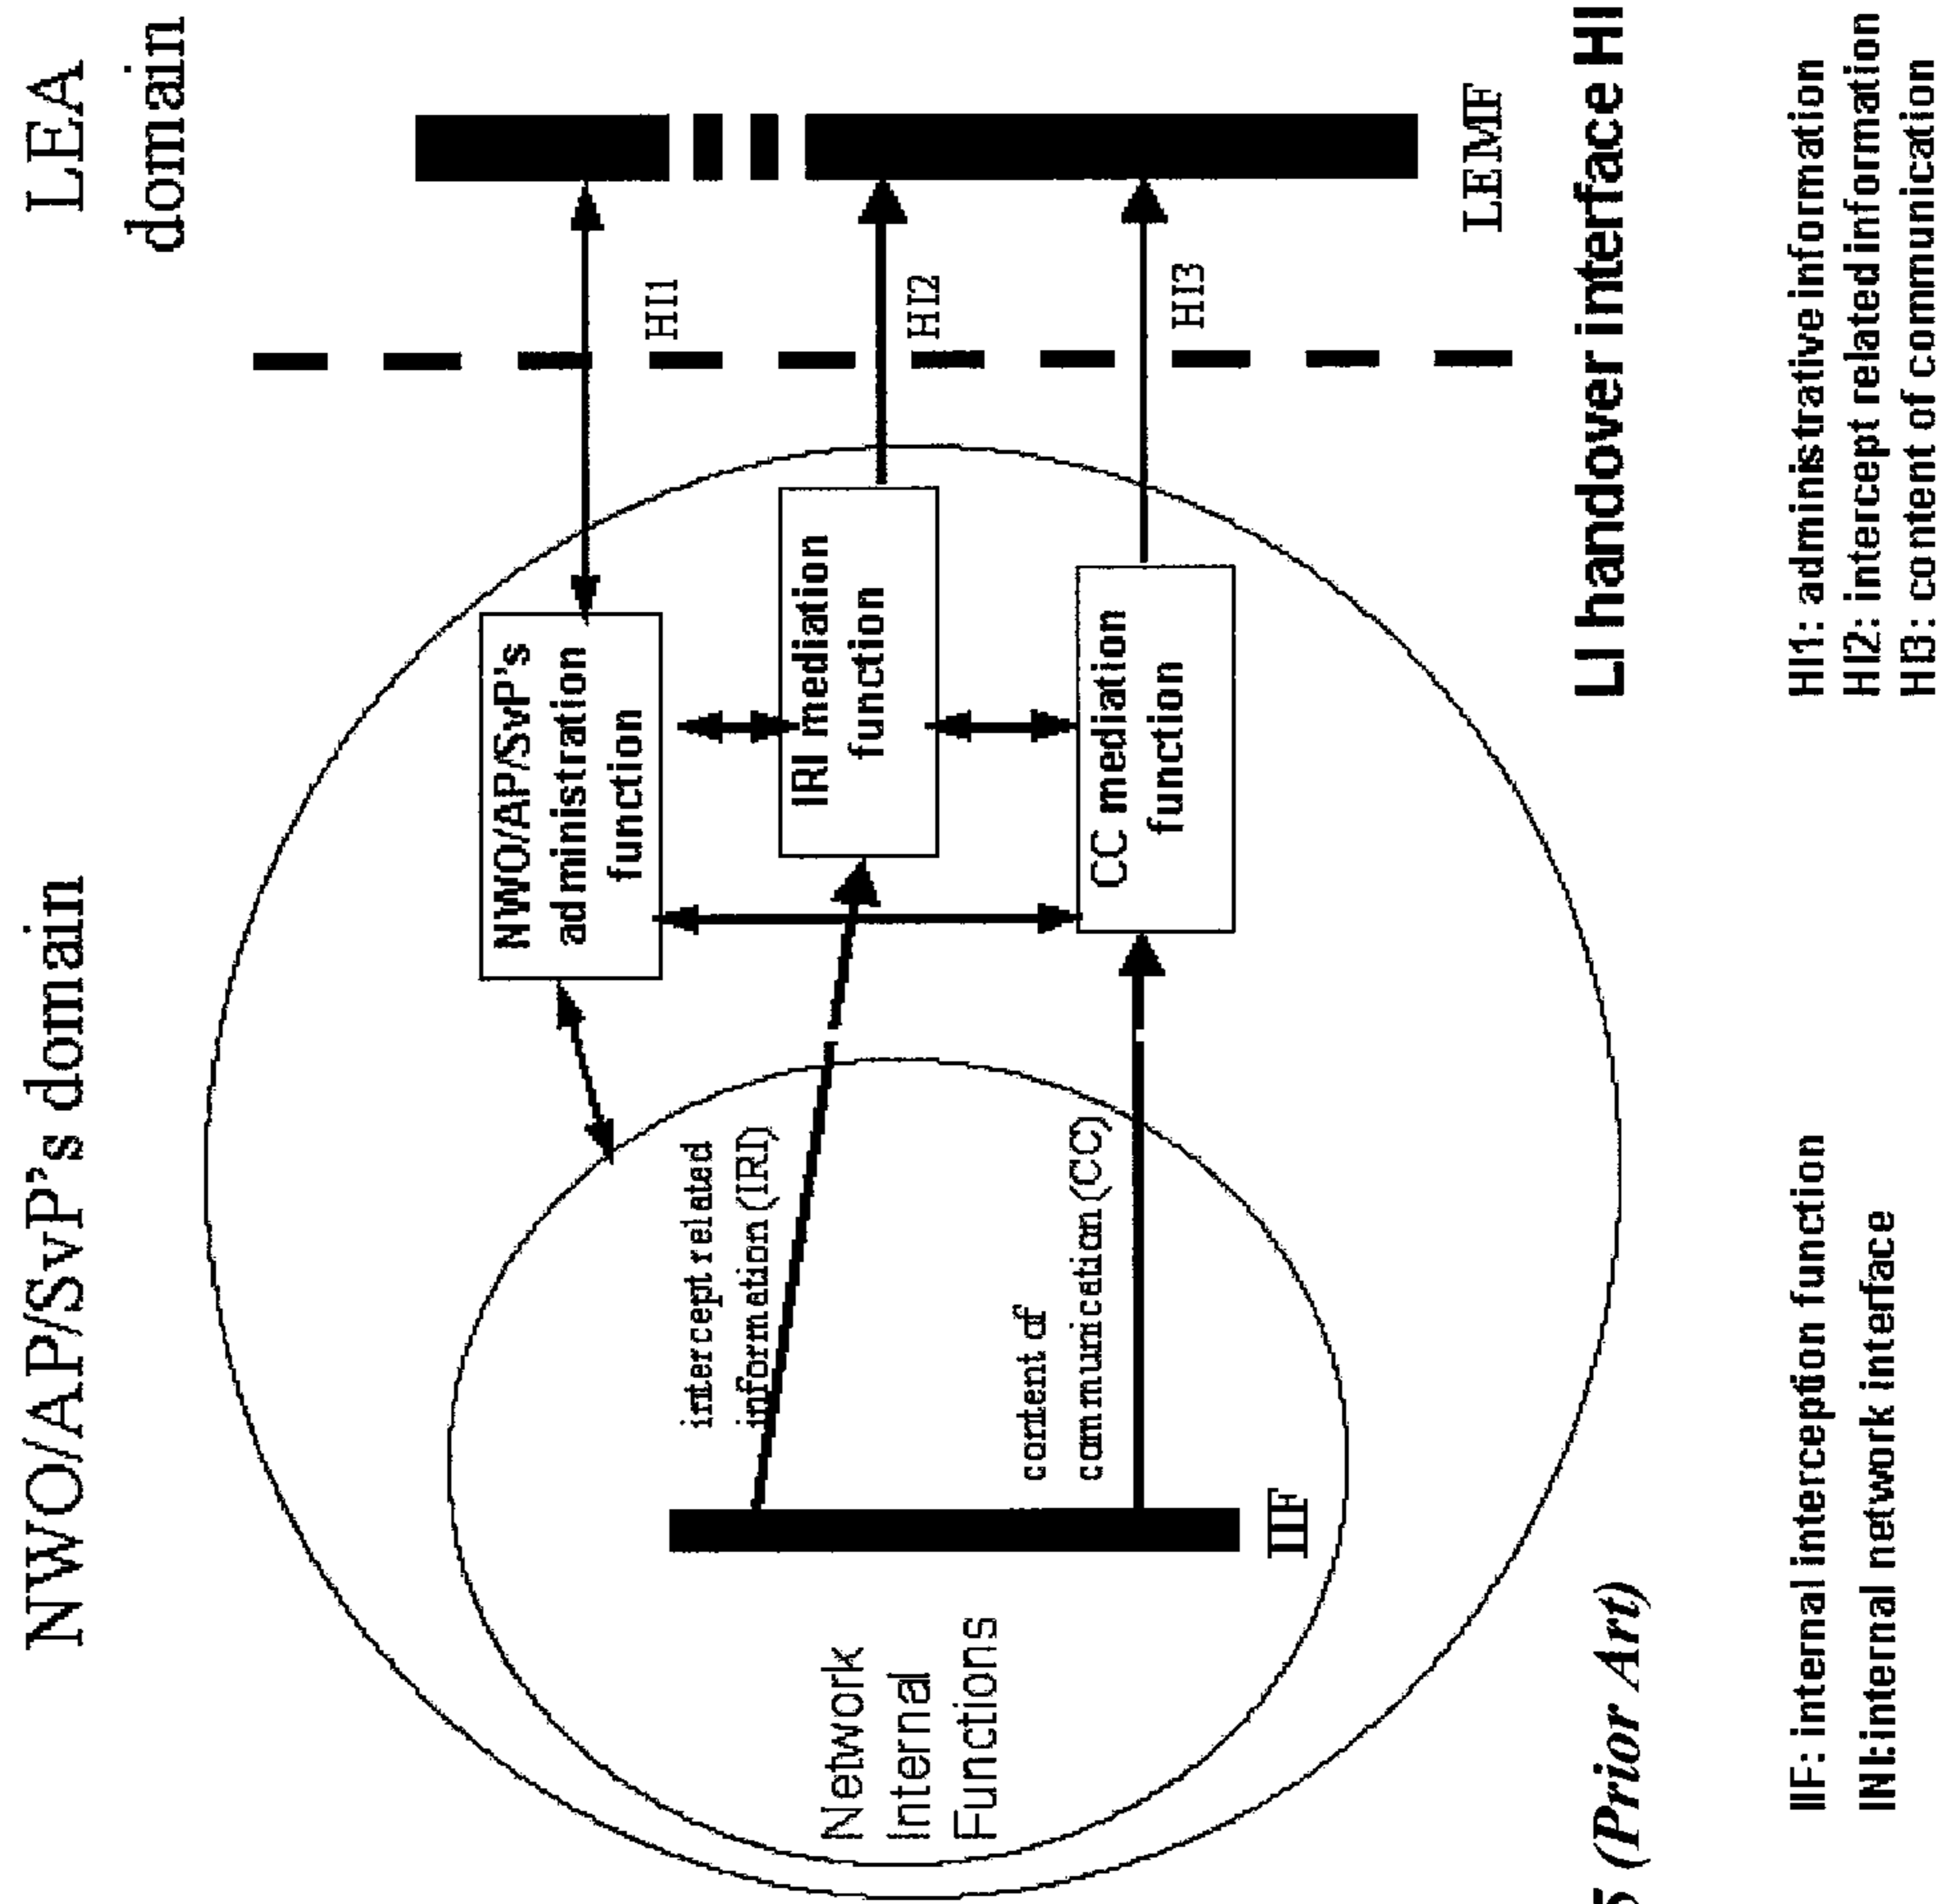 NWO/AP/SvP's domain
LEA
domain
NWO/AP/SvP's
administration
function
HI1
intercept related
information (IRI)
IRI mediation
function
HI2
Network
Internal
Functions
content of
communication (CC)
CC mediation
function
HI3
IIF
LEMF
5 (Prior Art)
LI handover interface HI
IIF: internal interception function
INI: internal network interface
HI1: administrative information
HI2: intercept related information
HI3: content of communication